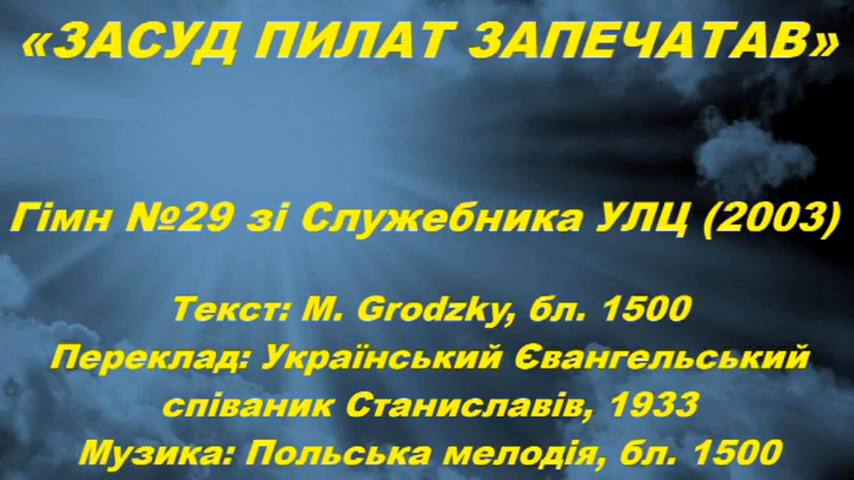 «ЗАСУД ПИЛАТ ЗАПЕЧАТАВ»
Гімн №29 зі Служебника УЛЦ (2003)
Текст: M. Grodzky, бл. 1500
Переклад: Український Євангельський
співаник Станиславів, 1933
Музика: Польська мелодія, бл. 1500